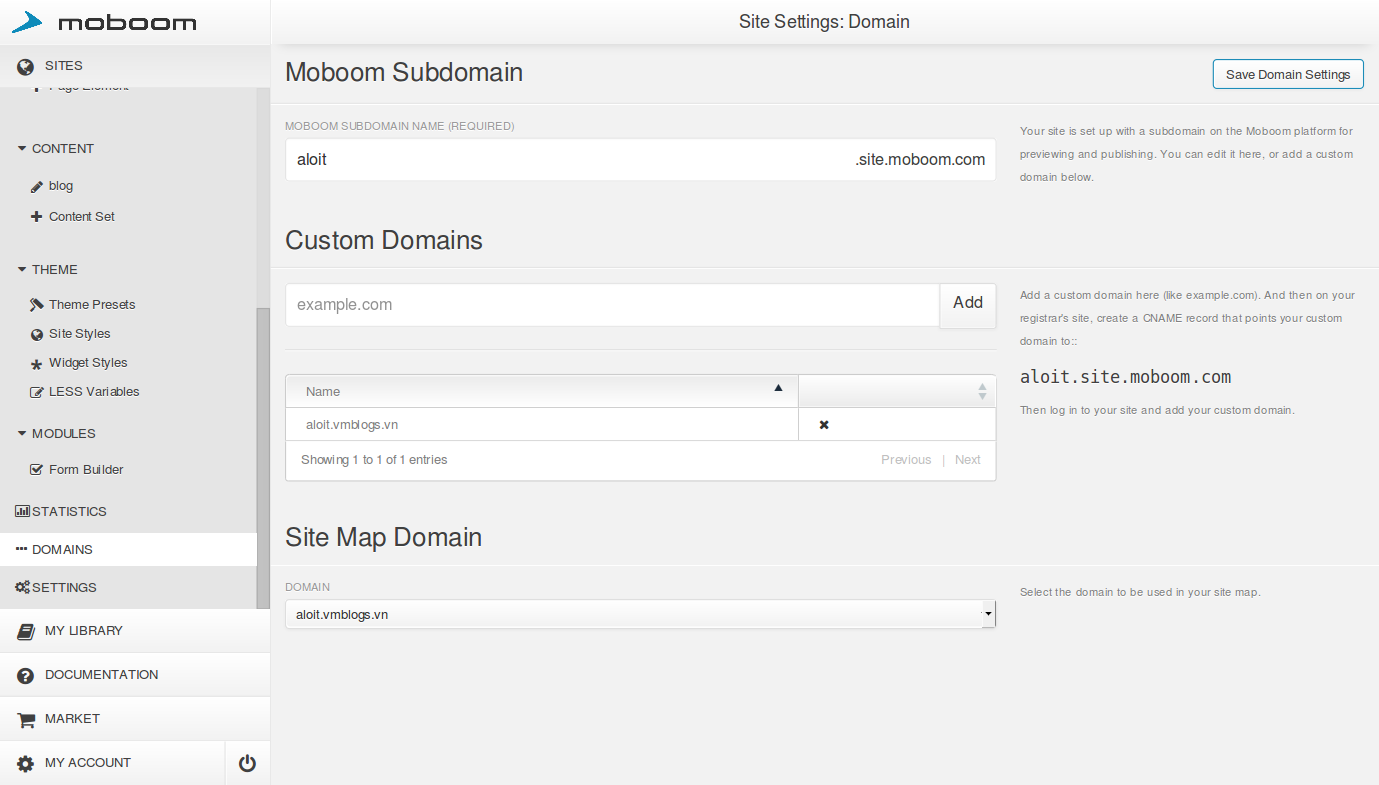 moboom
Site Settings: Domain
SITES
Page Element
CONTENT
blog
Content Set
THEME
Theme Presets
Site Styles
Widget Styles
LESS Variables
MODULES
Form Builder
STATISTICS
DOMAINS
SETTINGS
MY LIBRARY
DOCUMENTATION
MARKET
MY ACCOUNT
Moboom Subdomain
Save Domain Settings
MOBOOM SUBDOMAIN NAME (REQUIRED)
aloit .site.moboom.com
Your site is set up with a subdomain on the Moboom platform for
previewing and publishing. You can edit it here, or add a custom
domain below.
Custom Domains
example.com Add
Add a custom domain here (like example.com). And then on your
registrar's site, create a CNAME record that points your custom
domain to::
aloit.site.moboom.com
Then log in to your site and add your custom domain.
Name
aloit.vmblogs.vn
Showing 1 to 1 of 1 entries Previous | Next
Site Map Domain
DOMAIN
aloit.vmblogs.vn
Select the domain to be used in your site map.